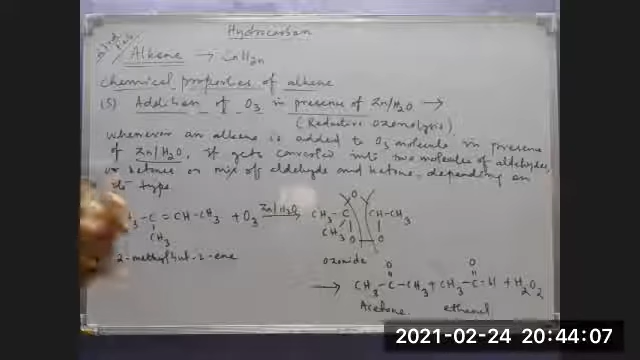 Hydrocarbon
Alkene → CnH2n
Chemical properties of alkene
(5) Addition of O3 in presence of Zn/H2O →
(Reductive ozonolysis)
Whenever an alkene is added to O3 molecule in presence
of Zn/H2O, it gets converted into two molecules of aldehydes
or ketones or mix of aldehyde and ketone, depending on
its type
C = CH-CH3 + O3 Zn/H2O → CH3-C CH-CH3
CH3 CH3 O O O
2-methylbut-2-ene ozonide
O O
→ CH3-C-CH3 + CH3-C-H + H2O2
Acetone ethanal
2021-02-24 20:44:07